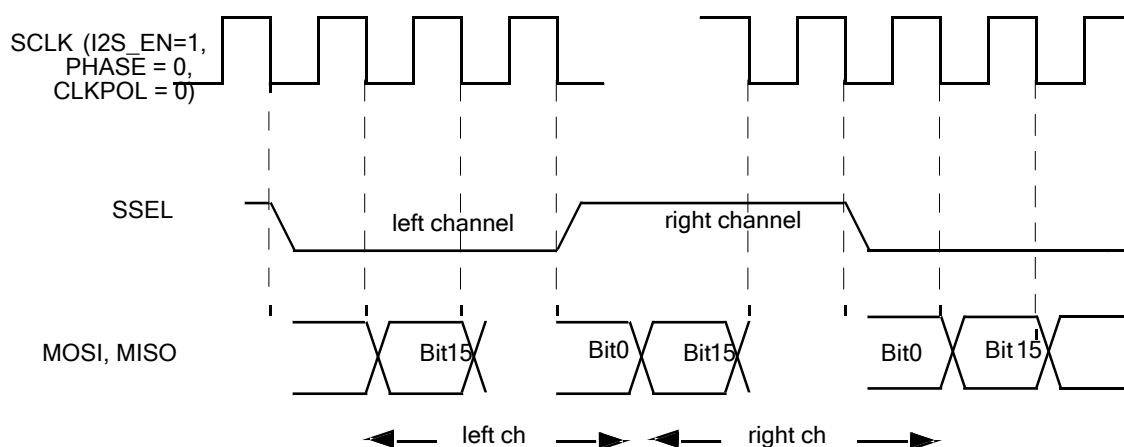 SCLK (I2S_EN=1,
PHASE = 0,
CLKPOL = 0)
SSEL
left channel
right channel
MOSI, MISO
Bit15
Bit0
Bit15
Bit0
Bit 15
left ch
right ch